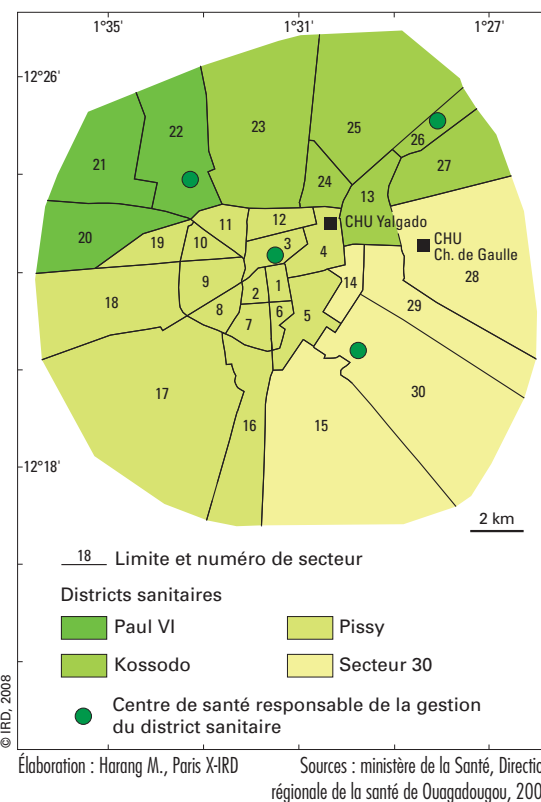 1°35'
1°31'
1°27'
12°26'
22
23
25
26
21
27
24
13
11
12
CHU Yalgado
20
19
10
3
4
CHU
Ch. de Gaulle
28
9
14
18
2
1
29
8
6
5
7
30
17
16
15
12°18'
2 km
18 Limite et numéro de secteur
Districts sanitaires
Paul VI
Pissy
Kossodo
Secteur 30
Centre de santé responsable de la gestion
du district sanitaire
© IRD, 2008
Élaboration : Harang M., Paris X-IRD
Sources : ministère de la Santé, Directio
régionale de la santé de Ouagadougou, 200